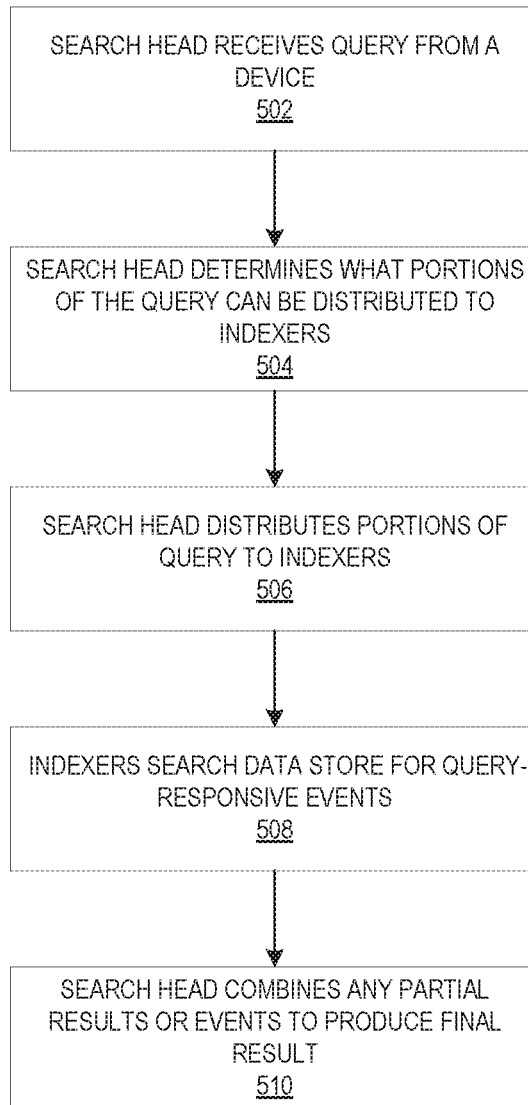 SEARCH HEAD RECEIVES QUERY FROM A
DEVICE
502
SEARCH HEAD DETERMINES WHAT PORTIONS
OF THE QUERY CAN BE DISTRIBUTED TO
INDEXERS
504
SEARCH HEAD DISTRIBUTES PORTIONS OF
QUERY TO INDEXERS
506
INDEXERS SEARCH DATA STORE FOR QUERY-
RESPONSIVE EVENTS
508
SEARCH HEAD COMBINES ANY PARTIAL
RESULTS OR EVENTS TO PRODUCE FINAL
RESULT
510